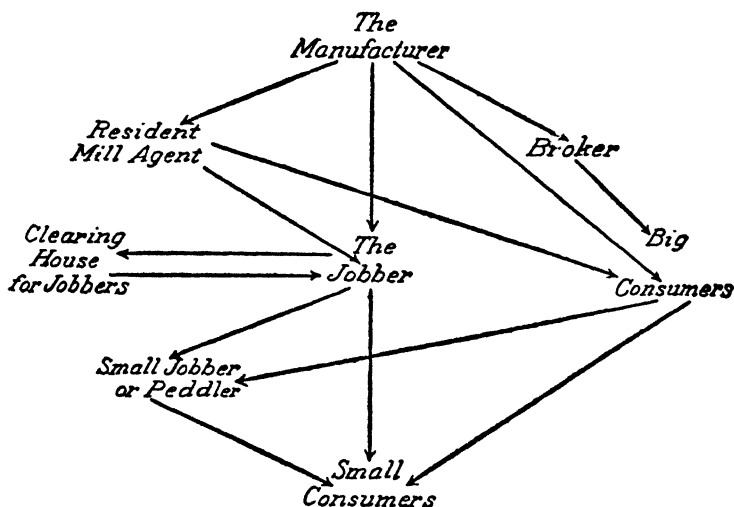 The
Manufacturer
Resident
Mill Agent
Broker
Clearing
House
for Jobbers
The
Jobber
Big
Consumers
Small Jobber
or Peddler
Small
Consumers